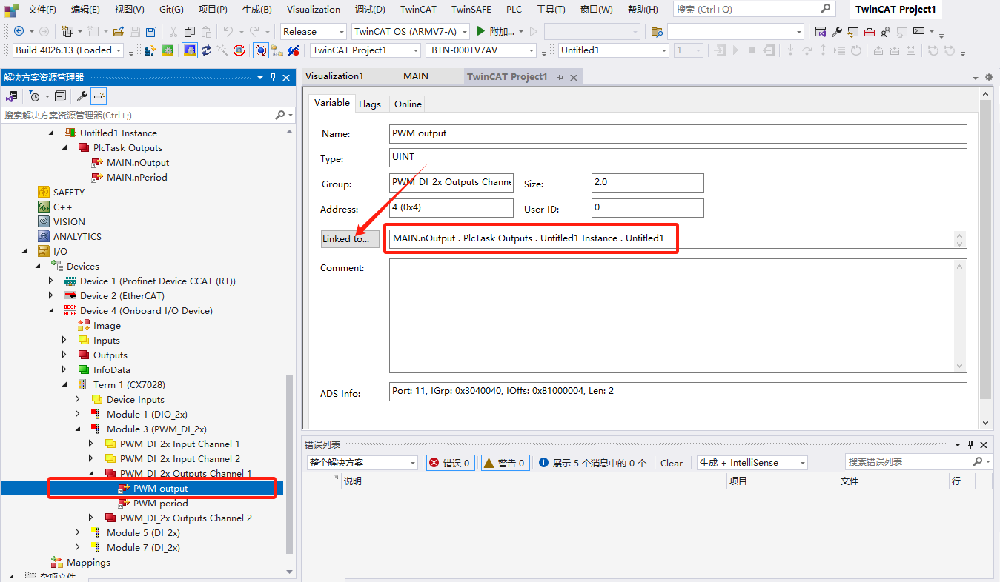 文件(F) 编辑(E) 视图(V) Git(G) 项目(P) 生成(B) Visualization 调试(D) TwinCAT TwinSAFE PLC 工具(T) 窗口(W) 帮助(H) 搜索 (Ctrl+Q) TwinCAT Project1
Release TwinCAT OS (ARMV7-A) 附加...
Build 4026.13 (Loaded TwinCAT Project1 BTN-000TV7AV Untitled1 1
解决方案资源管理器
搜索解决方案资源管理器(Ctrl+;)
Untitled1 Instance
PlcTask Outputs
MAIN.nOutput
MAIN.nPeriod
SAFETY
C++
VISION
ANALYTICS
I/O
Devices
Device 1 (Profinet Device CCAT (RT))
Device 2 (EtherCAT)
BECK
HOFF
Device 4 (Onboard I/O Device)
Image
Inputs
Outputs
InfoData
Term 1 (CX7028)
Device Inputs
Module 1 (DIO_2x)
Module 3 (PWM_DI_2x)
PWM_DI_2x Input Channel 1
PWM_DI_2x Input Channel 2
PWM_DI_2x Outputs Channel 1
PWM output
PWM period
PWM_DI_2x Outputs Channel 2
Module 5 (DI_2x)
Module 7 (DI_2x)
Mappings
杂项文件
Visualization1 MAIN TwinCAT Project1
Variable Flags Online
Name: PWM output
Type: UINT
Group: PWM_DI_2x Outputs Channe Size: 2.0
Address: 4 (0x4) User ID: 0
Linked to... MAIN.nOutput . PlcTask Outputs . Untitled1 Instance . Untitled1
Comment:
ADS Info: Port: 11, IGrp: 0x3040040, IOffs: 0x81000004, Len: 2
错误列表
整个解决方案 错误 0 警告 0 展示 5 个消息中的 0 个 Clear 生成 + IntelliSense 搜索错误列表
说明 项目 文件 行